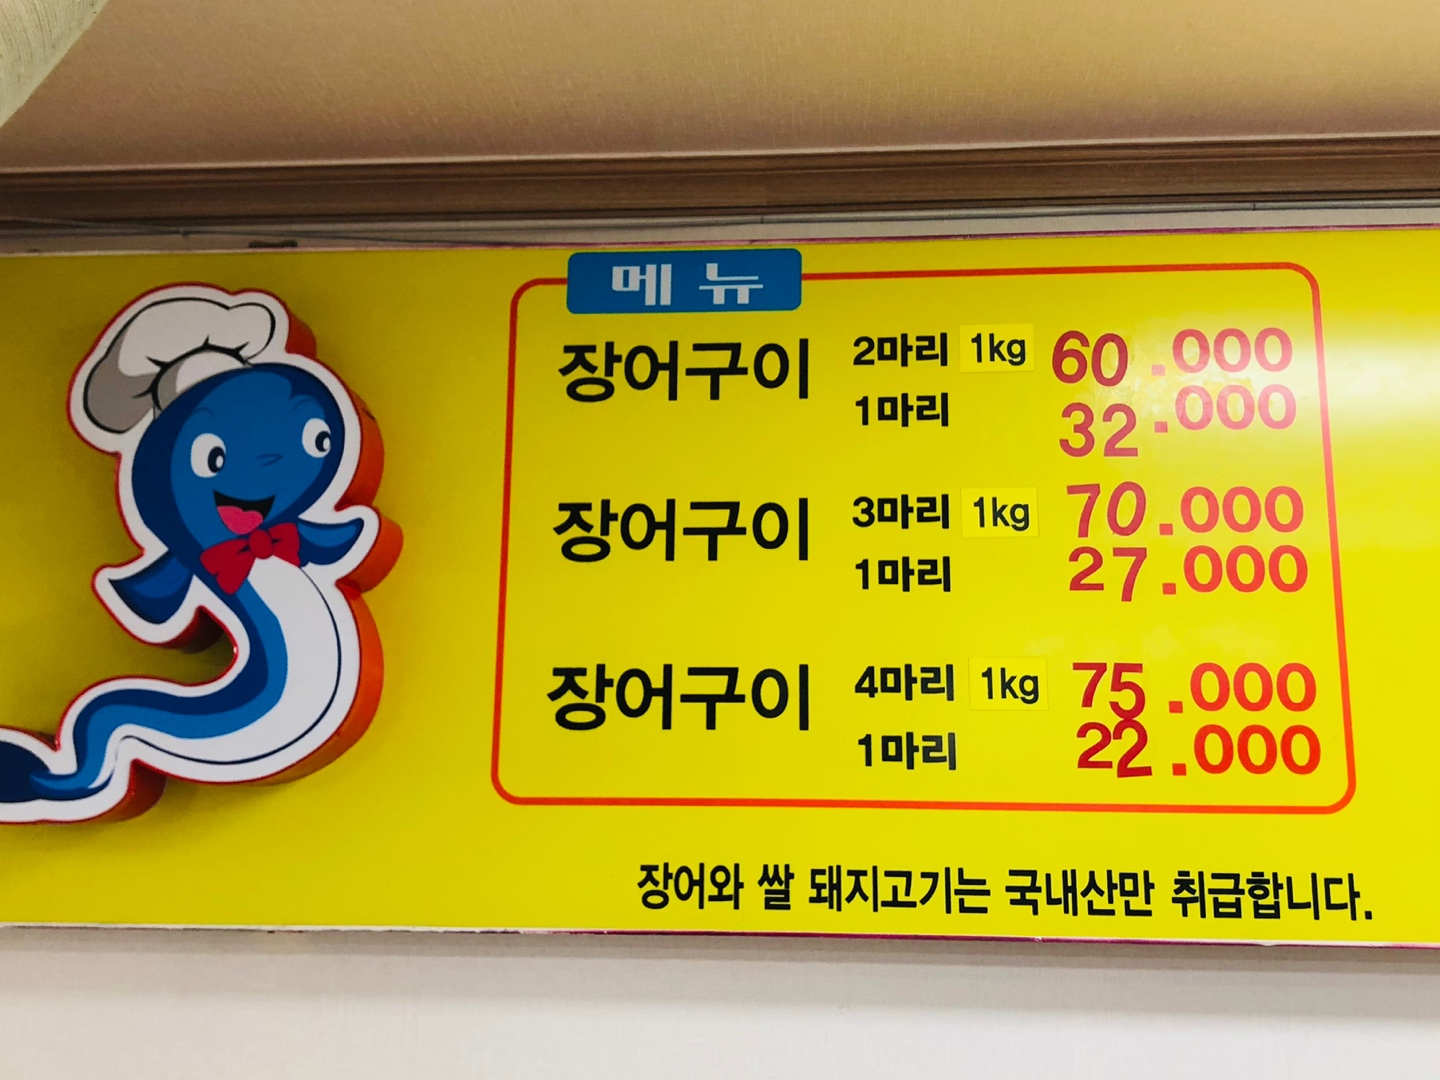 메뉴
장어구이 2마리 1kg 60.000
1마리 32.000
장어구이 3마리 1kg 70.000
1마리 27.000
장어구이 4마리 1kg 75.000
1마리 22.000
장어와 쌀 돼지고기는 국내산만 취급합니다.